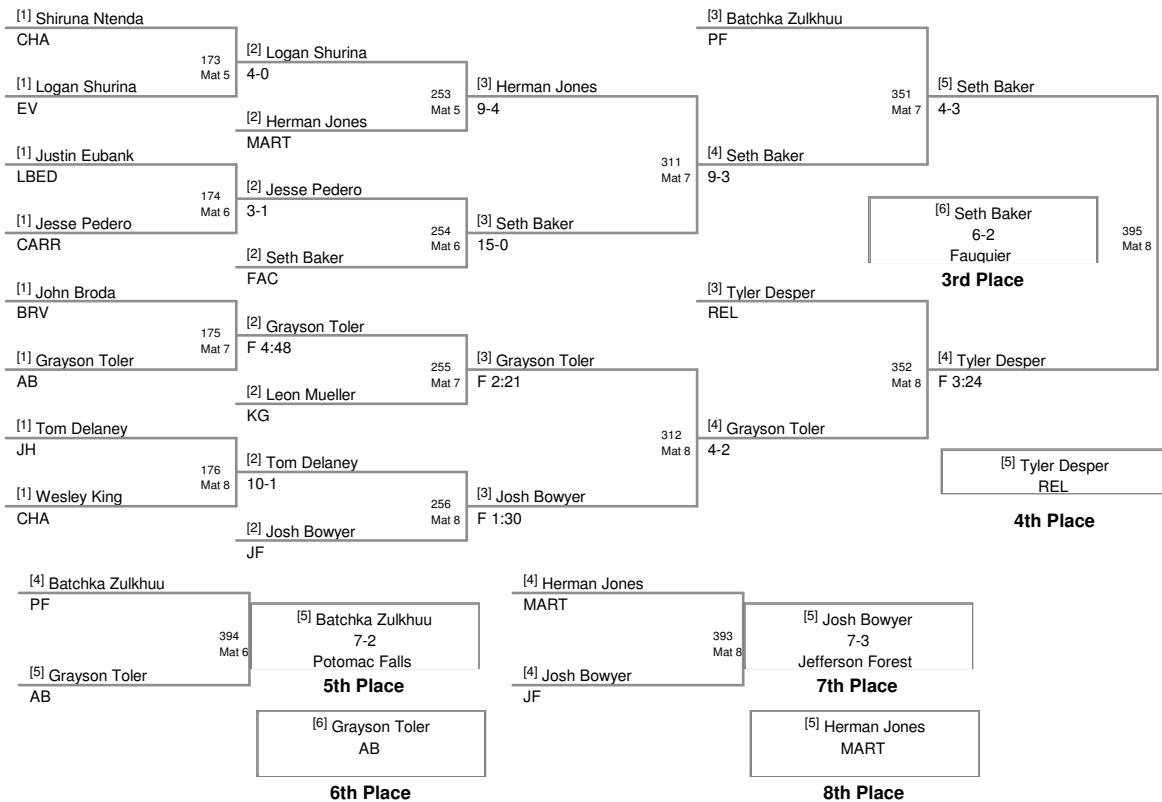 [1] Shiruna Ntenda
CHA
173
Mat 5
[1] Logan Shurina
EV
[1] Justin Eubank
LBED
174
Mat 6
[1] Jesse Pedero
CARR
[1] John Broda
BRV
175
Mat 7
[1] Grayson Toler
AB
[1] Tom Delaney
JH
176
Mat 8
[1] Wesley King
CHA
[2] Logan Shurina
4-0
253
Mat 5
[2] Herman Jones
MART
[2] Jesse Pedero
3-1
254
Mat 6
[2] Seth Baker
FAC
[2] Grayson Toler
F 4:48
255
Mat 7
[2] Leon Mueller
KG
[2] Tom Delaney
10-1
256
Mat 8
[2] Josh Bowyer
JF
[3] Herman Jones
9-4
311
Mat 7
[3] Seth Baker
15-0
[3] Grayson Toler
F 2:21
312
Mat 8
[3] Josh Bowyer
F 1:30
[3] Batchka Zulkhuu
PF
351
Mat 7
[4] Seth Baker
9-3
[3] Tyler Desper
REL
352
Mat 8
[4] Grayson Toler
4-2
[5] Seth Baker
4-3
395
Mat 8
[4] Tyler Desper
F 3:24
[6] Seth Baker
6-2
Fauquier
3rd Place
[5] Tyler Desper
REL
4th Place
[4] Batchka Zulkhuu
PF
394
Mat 6
[5] Grayson Toler
AB
[5] Batchka Zulkhuu
7-2
Potomac Falls
5th Place
[6] Grayson Toler
AB
6th Place
[4] Herman Jones
MART
393
Mat 8
[4] Josh Bowyer
JF
[5] Josh Bowyer
7-3
Jefferson Forest
7th Place
[5] Herman Jones
MART
8th Place